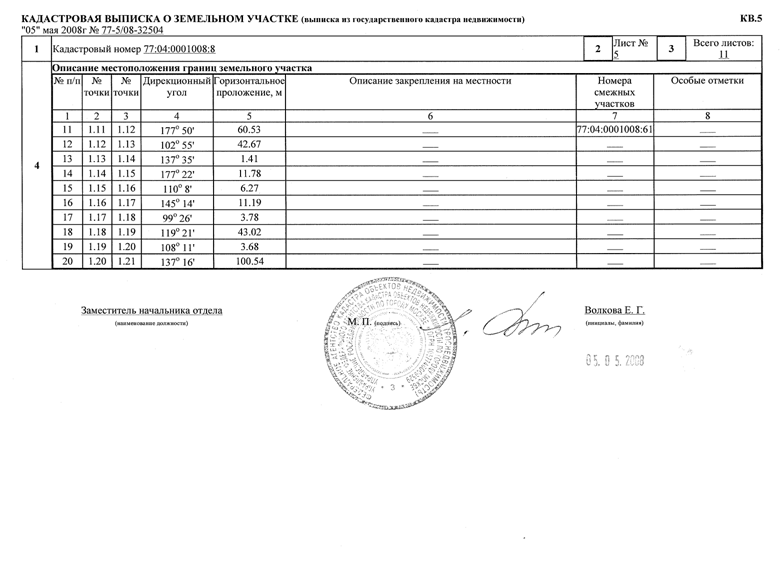 КАДАСТРОВАЯ ВЫПИСКА О ЗЕМЕЛЬНОМ УЧАСТКЕ (выписка из государственного кадастра недвижимости) КВ.5
"05" мая 2008г № 77-5/08-32504
1 Кадастровый номер 77:04:0001008:8 2 Лист № 5 3 Всего листов: 11
4
Описание местоположения границ земельного участка
№ п/п № точки № точки Дирекционный угол Горизонтальное проложение, м Описание закрепления на местности Номера смежных участков Особые отметки
1 2 3 4 5 6 7 8
11 1.11 1.12 177° 50' 60.53 — 77:04:0001008:61 —
12 1.12 1.13 102° 55' 42.67 — — —
13 1.13 1.14 137° 35' 1.41 — — —
14 1.14 1.15 177° 22' 11.78 — — —
15 1.15 1.16 110° 8' 6.27 — — —
16 1.16 1.17 145° 14' 11.19 — — —
17 1.17 1.18 99° 26' 3.78 — — —
18 1.18 1.19 119° 21' 43.02 — — —
19 1.19 1.20 108° 11' 3.68 — — —
20 1.20 1.21 137° 16' 100.54 — — —
Заместитель начальника отдела
(наименование должности)
М. П. (подпись)
Волкова Е. Г.
(инициалы, фамилия)
05. 05. 2008